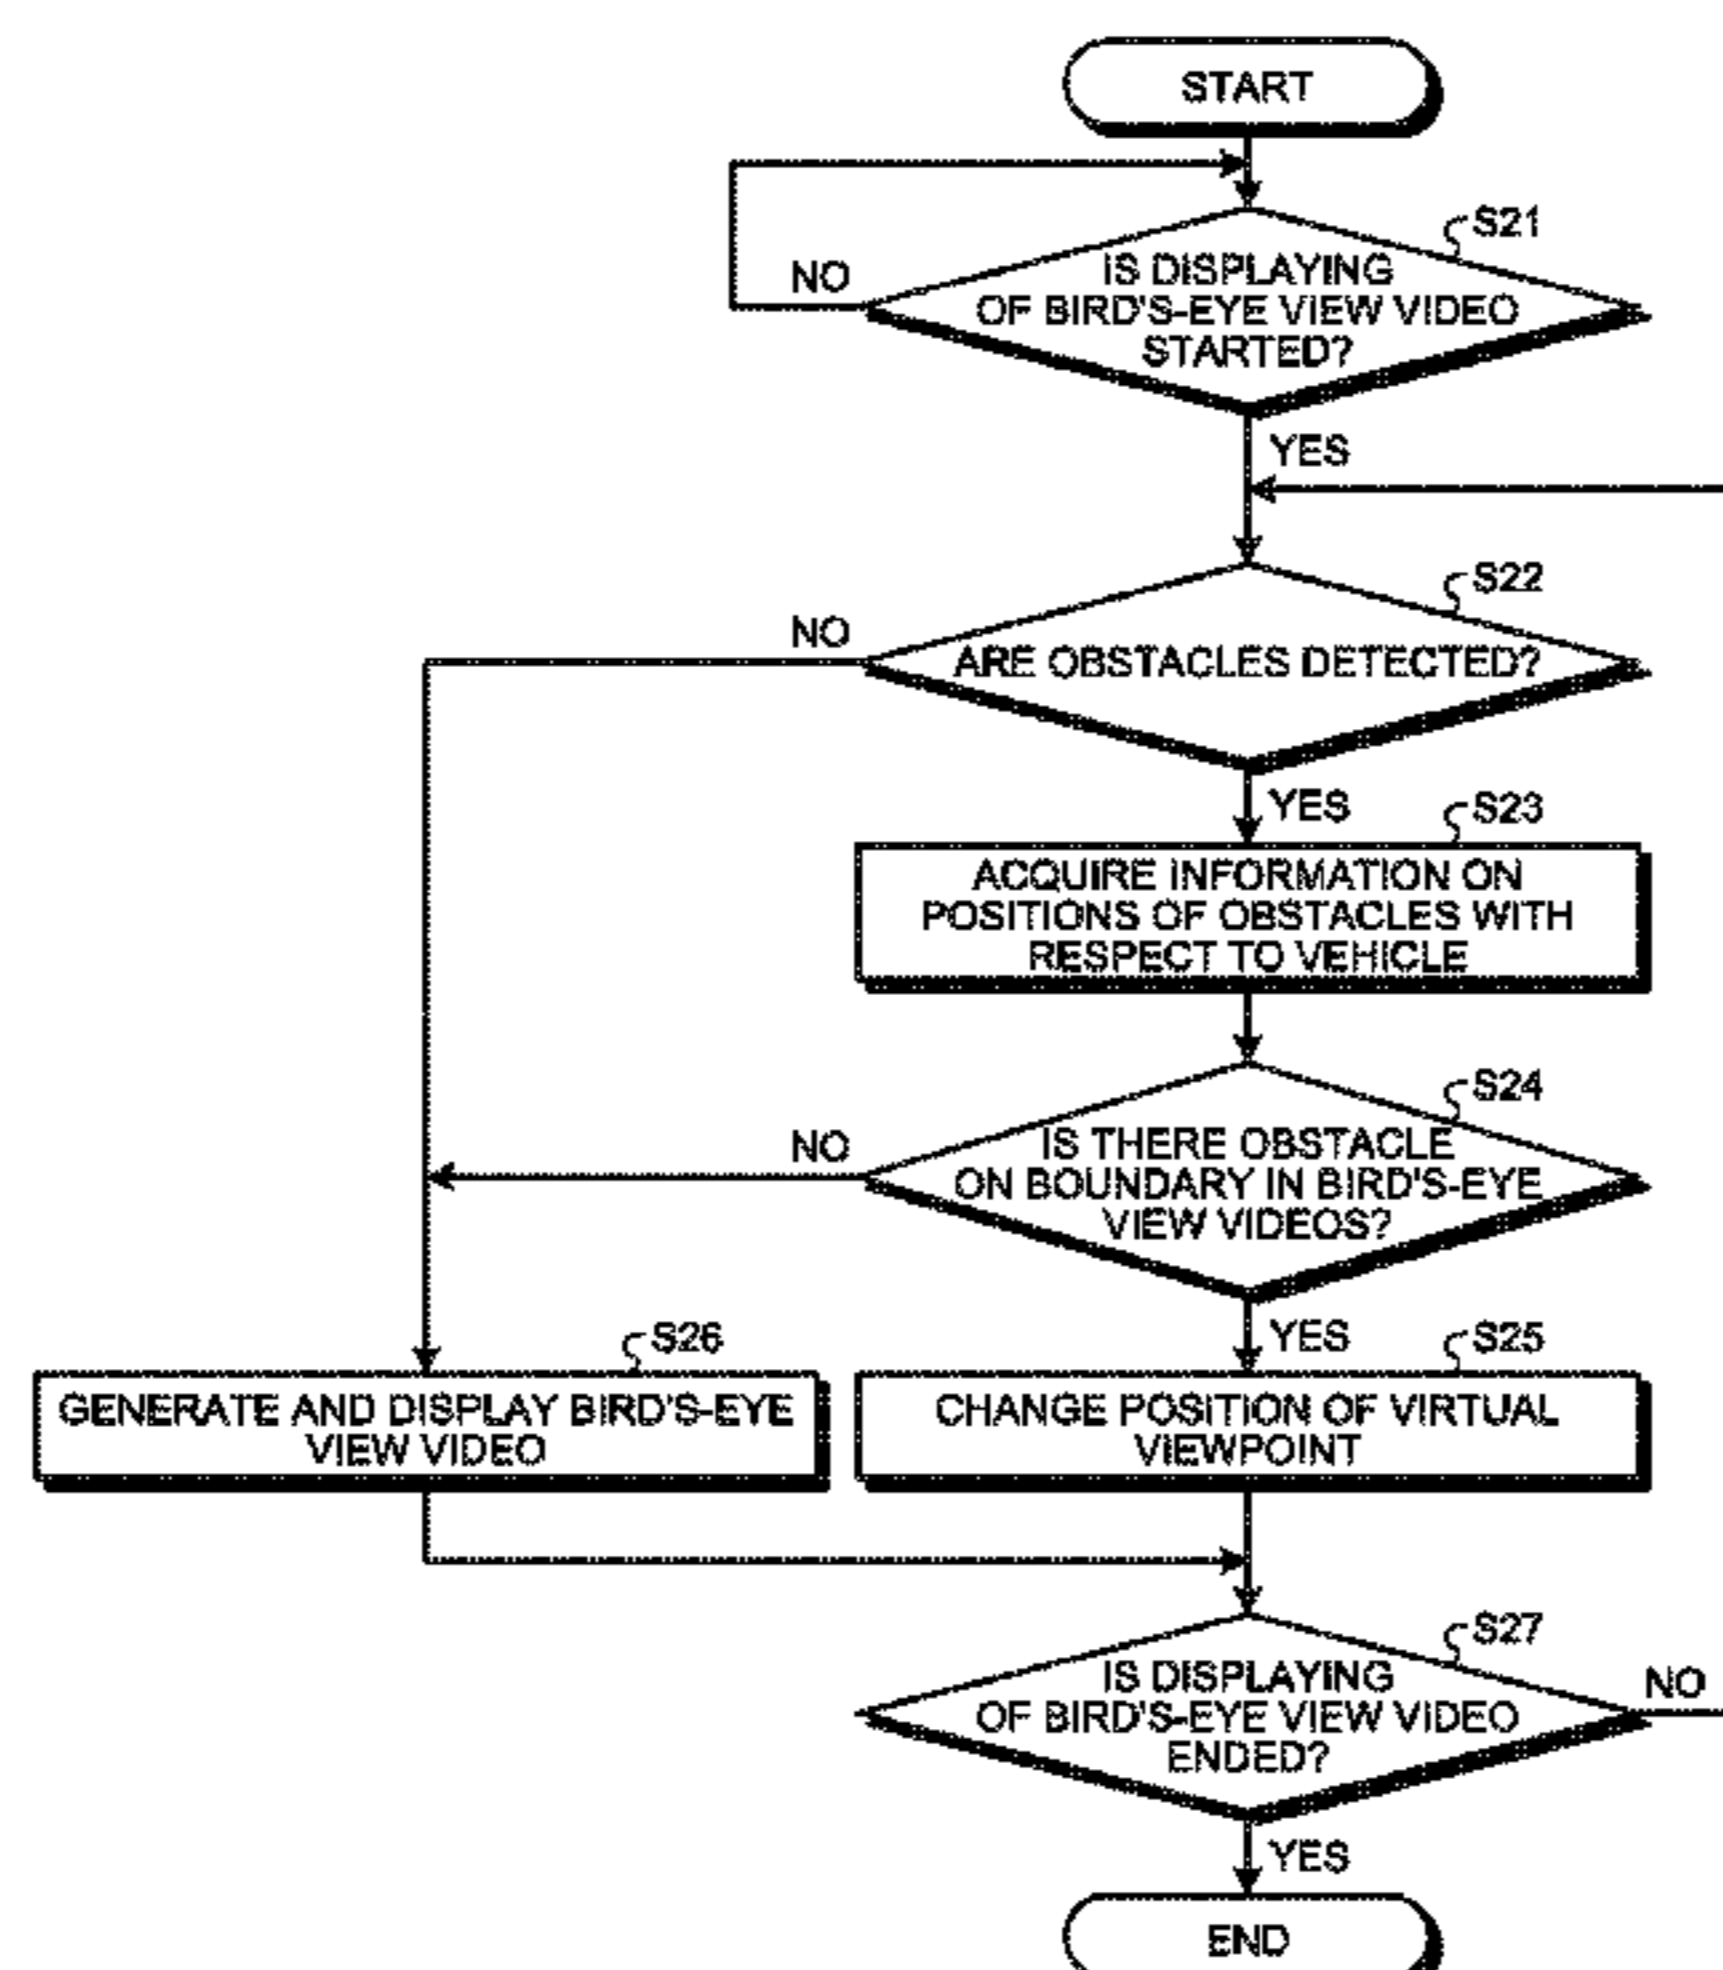 START
S21
NO
IS DISPLAYING
OF BIRD'S-EYE VIEW VIDEO
STARTED?
YES
S22
NO
ARE OBSTACLES DETECTED?
YES
S23
ACQUIRE INFORMATION ON
POSITIONS OF OBSTACLES WITH
RESPECT TO VEHICLE
S24
NO
IS THERE OBSTACLE
ON BOUNDARY IN BIRD'S-EYE
VIEW VIDEOS?
YES
S26
S25
GENERATE AND DISPLAY BIRD'S-EYE
VIEW VIDEO
CHANGE POSITION OF VIRTUAL
VIEWPOINT
S27
IS DISPLAYING
OF BIRD'S-EYE VIEW VIDEO
ENDED?
NO
YES
END